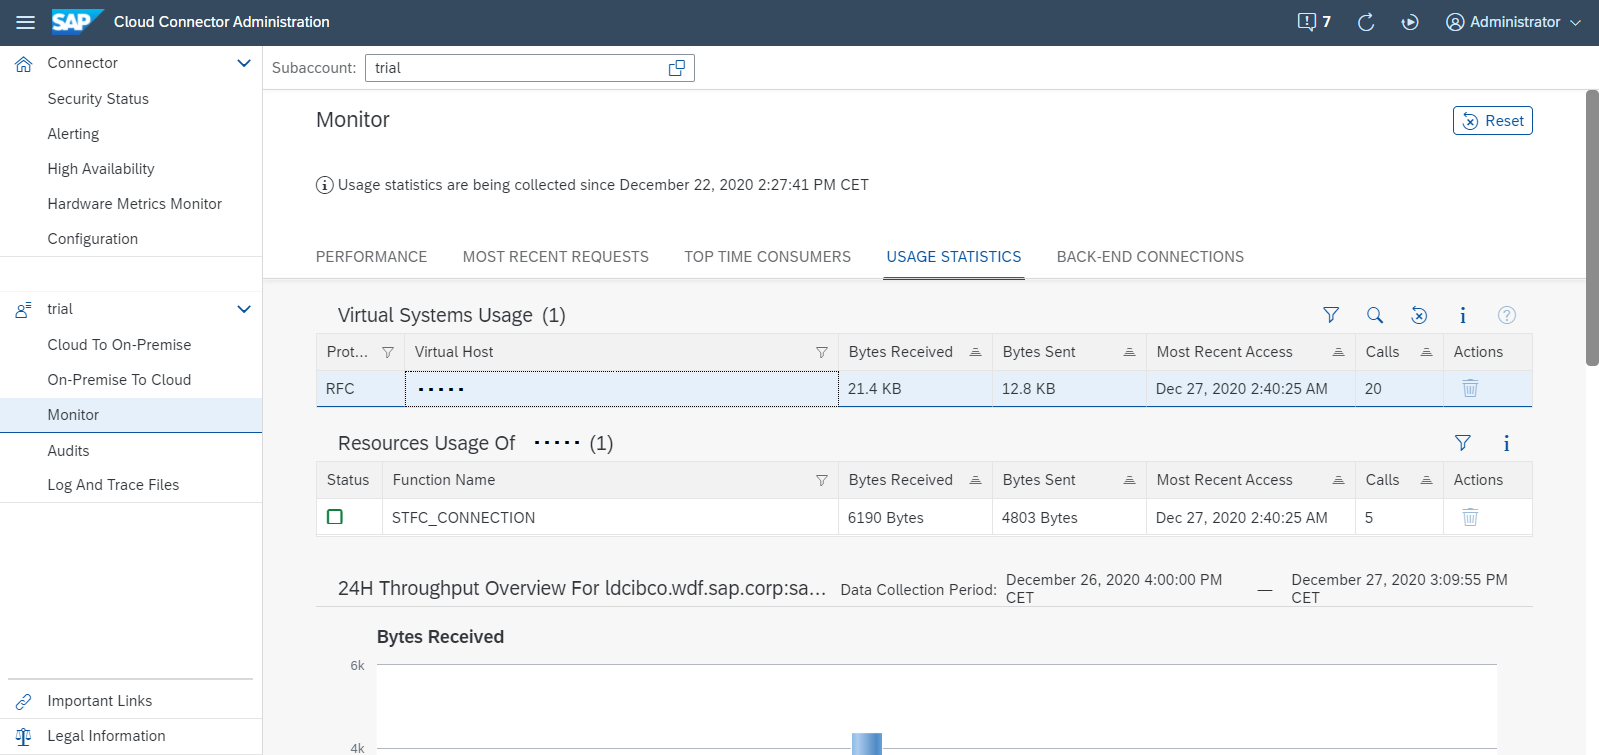 SAP Cloud Connector Administration 7 Administrator
Connector
Security Status
Alerting
High Availability
Hardware Metrics Monitor
Configuration
trial
Cloud To On-Premise
On-Premise To Cloud
Monitor
Audits
Log And Trace Files
Important Links
Legal Information
Subaccount: trial
Monitor
Reset
Usage statistics are being collected since December 22, 2020 2:27:41 PM CET
PERFORMANCE MOST RECENT REQUESTS TOP TIME CONSUMERS USAGE STATISTICS BACK-END CONNECTIONS
Virtual Systems Usage (1)
Prot... Virtual Host Bytes Received Bytes Sent Most Recent Access Calls Actions
RFC ..... 21.4 KB 12.8 KB Dec 27, 2020 2:40:25 AM 20
Resources Usage Of ..... (1)
Status Function Name Bytes Received Bytes Sent Most Recent Access Calls Actions
STFC_CONNECTION 6190 Bytes 4803 Bytes Dec 27, 2020 2:40:25 AM 5
24H Throughput Overview For ldcibco.wdf.sap.corp:sa... Data Collection Period: December 26, 2020 4:00:00 PM CET — December 27, 2020 3:09:55 PM CET
Bytes Received
6k
4k